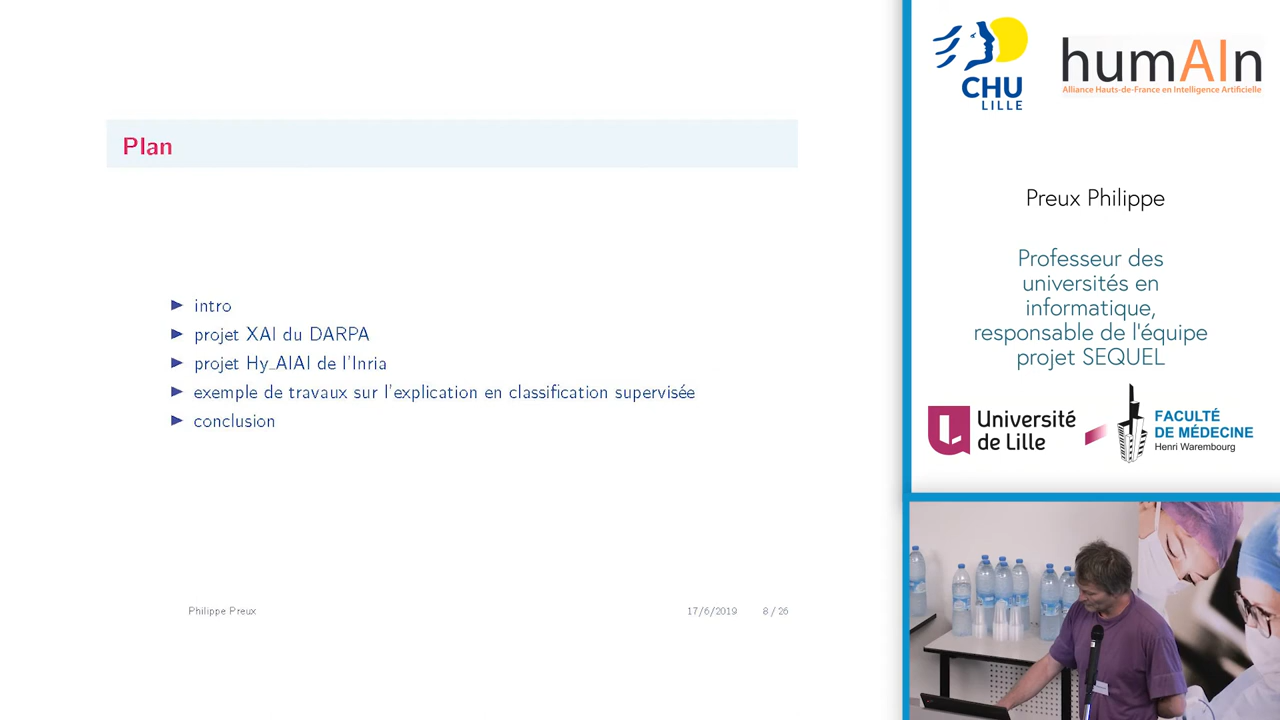 Plan
intro
projet XAI du DARPA
projet Hy_AIAI de l'Inria
exemple de travaux sur l'explication en classification supervisée
conclusion
Philippe Preux
17/6/2019
8 / 26
CHU
LILLE
humAIn
Alliance Hauts-de-France en Intelligence Artificielle
Preux Philippe
Professeur des
universités en
informatique,
responsable de l'équipe
projet SEQUEL
Université
de Lille
FACULTÉ
DE MÉDECINE
Henri Warembourg